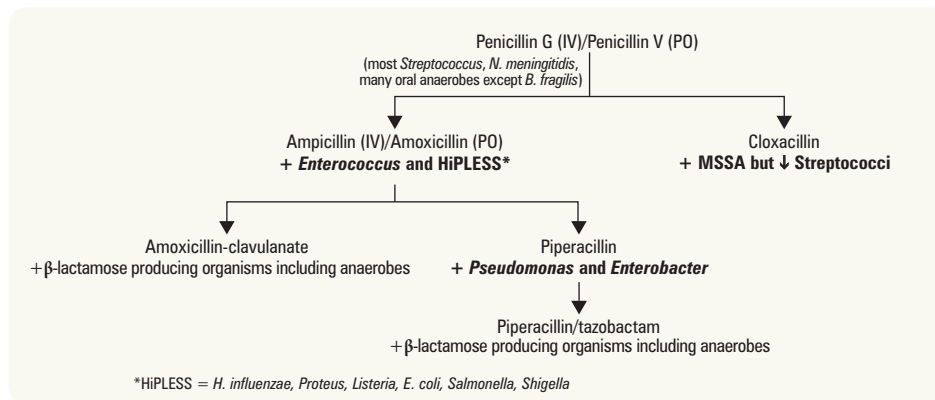 Penicillin G (IV)/Penicillin V (PO)
(most Streptococcus, N. meningitidis,
many oral anaerobes except B. fragilis)
Ampicillin (IV)/Amoxicillin (PO)
+ Enterococcus and HiPLESS*
Cloxacillin
+ MSSA but ↓ Streptococci
Amoxicillin-clavulanate
+β-lactamose producing organisms including anaerobes
Piperacillin
+ Pseudomonas and Enterobacter
Piperacillin/tazobactam
+β-lactamose producing organisms including anaerobes
*HiPLESS = H. influenzae, Proteus, Listeria, E. coli, Salmonella, Shigella